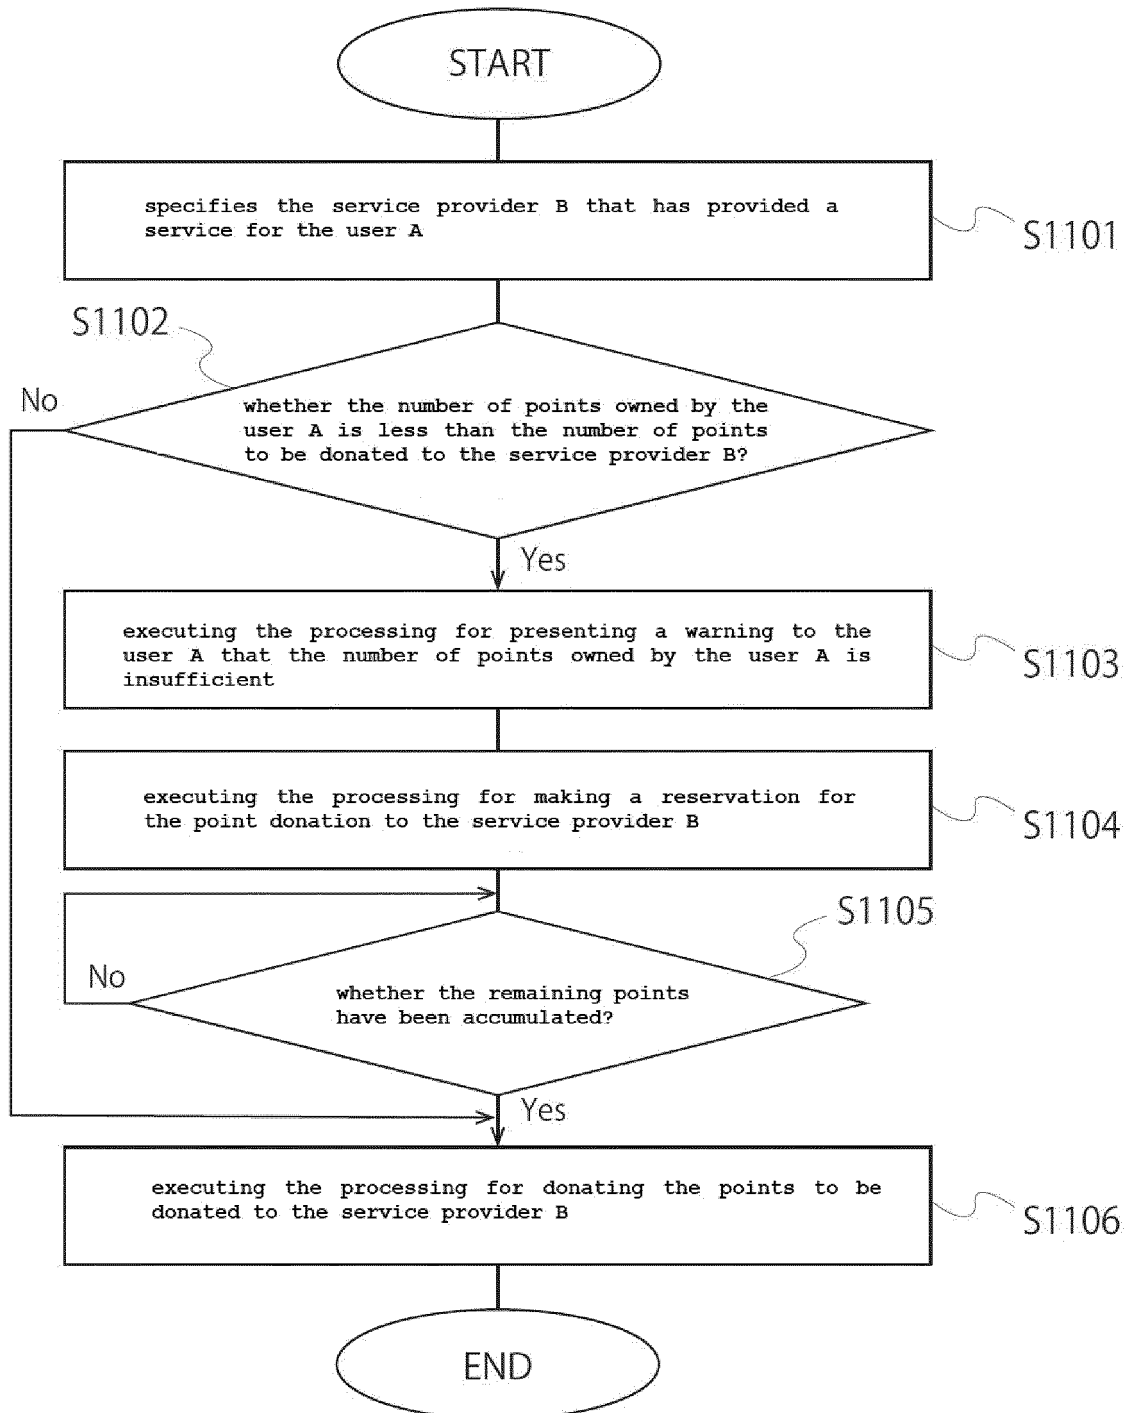 START
specifies the service provider B that has provided a
service for the user A
S1101
S1102
No
whether the number of points owned by the
user A is less than the number of points
to be donated to the service provider B?
Yes
executing the processing for presenting a warning to the
user A that the number of points owned by the user A is
insufficient
S1103
executing the processing for making a reservation for
the point donation to the service provider B
S1104
S1105
No
whether the remaining points
have been accumulated?
Yes
executing the processing for donating the points to be
donated to the service provider B
S1106
END